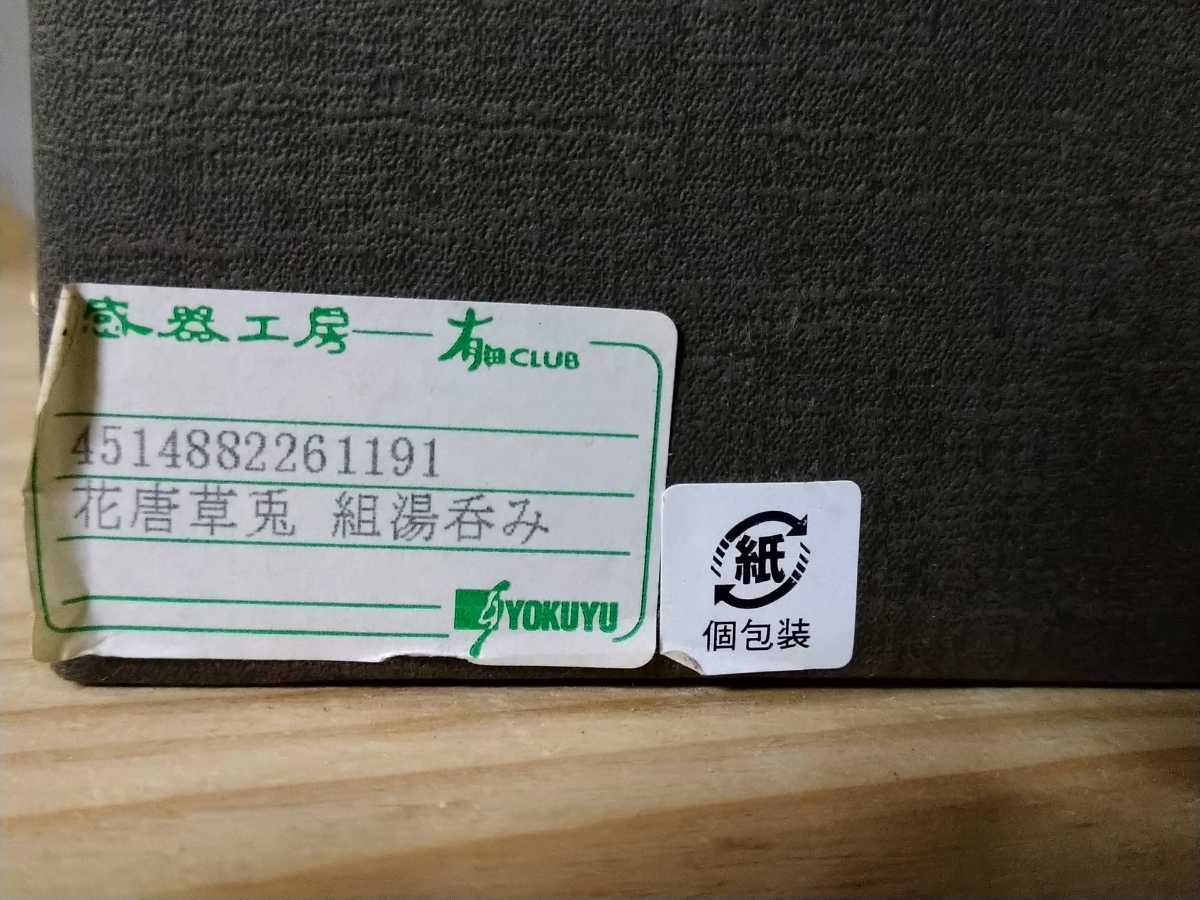 感器工房
有田CLUB
4514882261191
花唐草兎 組湯呑み
YOKUYU
紙
個包装